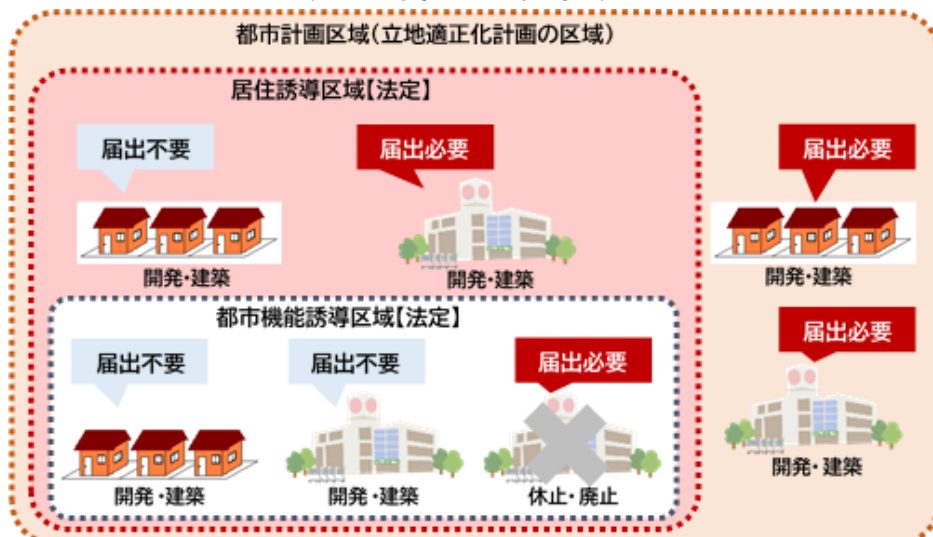 都市計画区域(立地適正化計画の区域)
居住誘導区域【法定】
届出不要
届出必要
届出必要
開発・建築
開発・建築
開発・建築
都市機能誘導区域【法定】
届出不要
届出不要
届出必要
届出必要
開発・建築
開発・建築
休止・廃止
開発・建築